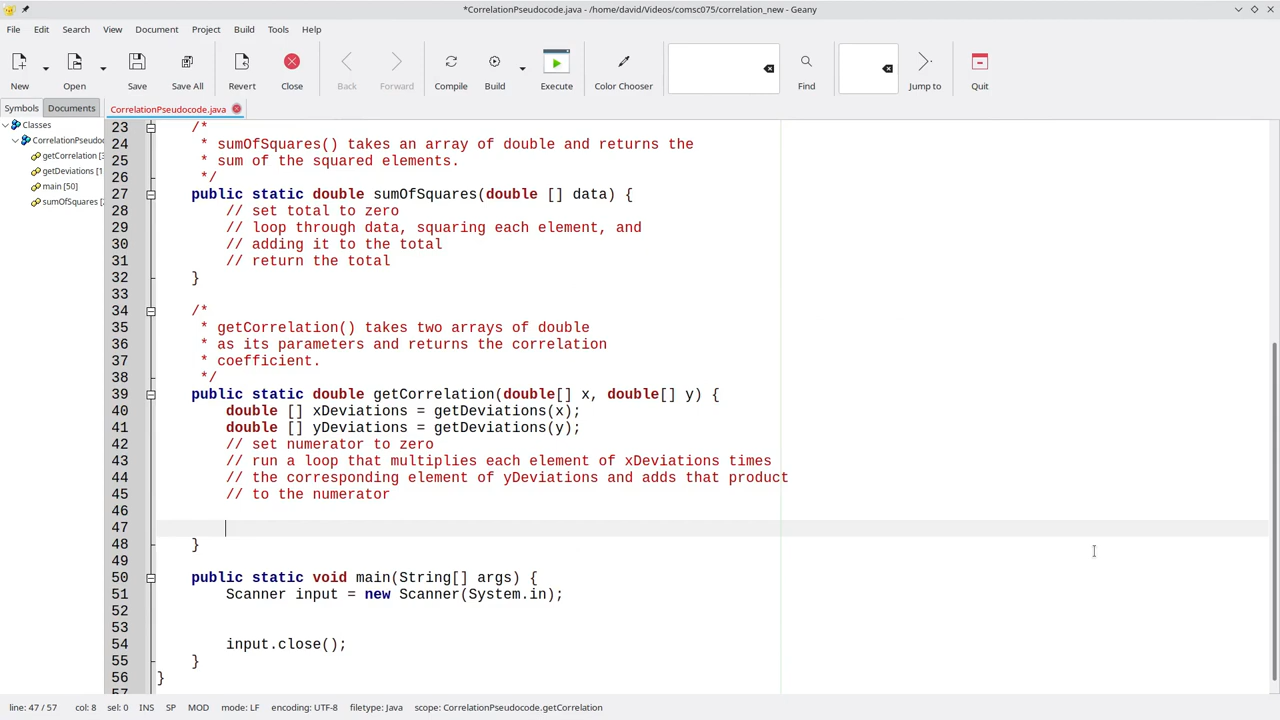 *CorrelationPseudocode.java - /home/david/Videos/comsc075/correlation_new - Geany
File Edit Search View Document Project Build Tools Help
New Open Save Save All Revert Close Back Forward Compile Build Execute Color Chooser Find Jump to Quit
Symbols Documents CorrelationPseudocode.java
Classes
CorrelationPseudoc
getCorrelation [3
getDeviations [1
main [50]
sumOfSquares [
23 /*
24 * sumOfSquares() takes an array of double and returns the
25 * sum of the squared elements.
26 */
27 public static double sumOfSquares(double [] data) {
28 // set total to zero
29 // loop through data, squaring each element, and
30 // adding it to the total
31 // return the total
32 }
33
34 /*
35 * getCorrelation() takes two arrays of double
36 * as its parameters and returns the correlation
37 * coefficient.
38 */
39 public static double getCorrelation(double[] x, double[] y) {
40 double [] xDeviations = getDeviations(x);
41 double [] yDeviations = getDeviations(y);
42 // set numerator to zero
43 // run a loop that multiplies each element of xDeviations times
44 // the corresponding element of yDeviations and adds that product
45 // to the numerator
46
47
48 }
49
50 public static void main(String[] args) {
51 Scanner input = new Scanner(System.in);
52
53
54 input.close();
55 }
56 }
57
line: 47 / 57 col: 8 sel: 0 INS SP MOD mode: LF encoding: UTF-8 filetype: Java scope: CorrelationPseudocode.getCorrelation